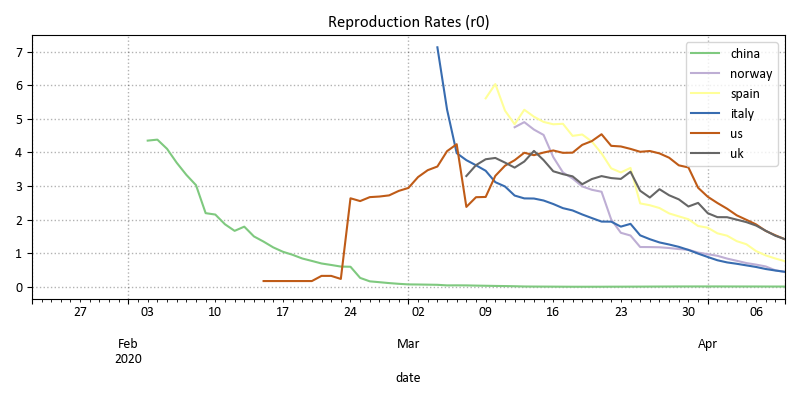 Reproduction Rates (r0)
7
6
5
4
3
2
1
0
china
norway
spain
italy
us
uk
27 03 10 17 24 02 09 16 23 30 06
Feb Mar Apr
2020
date